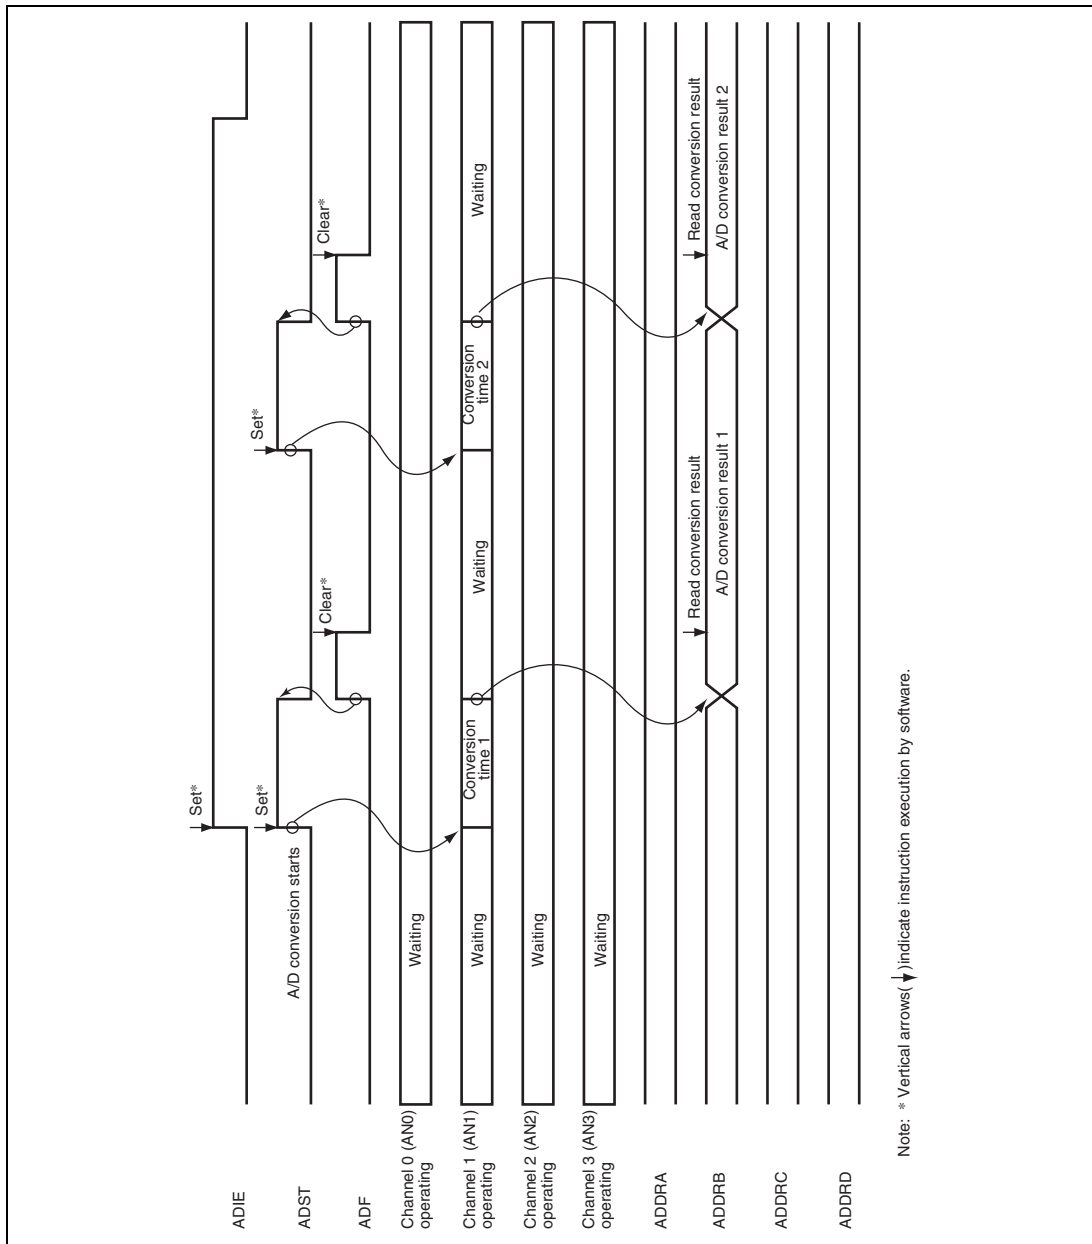 ADIE
Set*
ADST
A/D conversion starts
Set*
Set*
ADF
Clear*
Clear*
Channel 0 (AN0)
operating
Waiting
Channel 1 (AN1)
operating
Waiting
Conversion
time 1
Waiting
Conversion
time 2
Waiting
Channel 2 (AN2)
operating
Waiting
Channel 3 (AN3)
operating
Waiting
ADDRA
Read conversion result
Read conversion result
ADDRB
A/D conversion result 1
A/D conversion result 2
ADDRC
ADDRD
Note: * Vertical arrows( )indicate instruction execution by software.